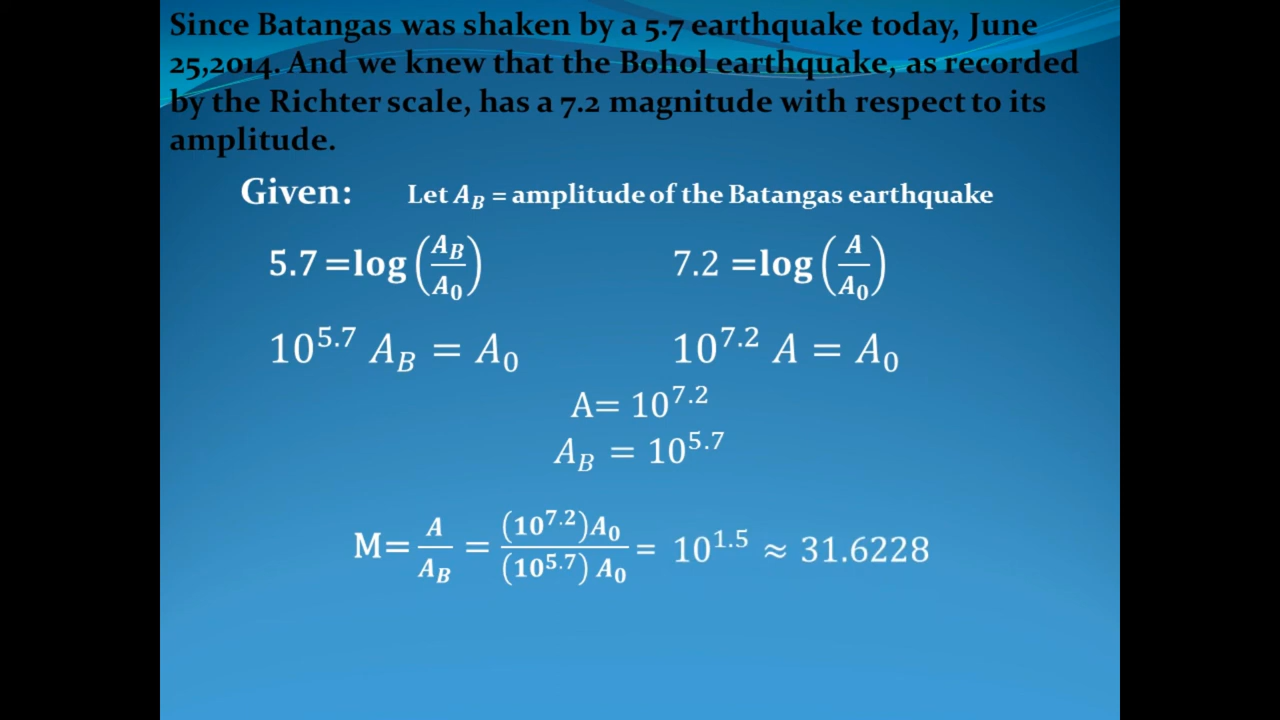 Since Batangas was shaken by a 5.7 earthquake today, June
25,2014. And we knew that the Bohol earthquake, as recorded
by the Richter scale, has a 7.2 magnitude with respect to its
amplitude.
Given: Let A_B = amplitude of the Batangas earthquake
5.7 =log(A_B/A_0) 7.2 =log(A/A_0)
10^5.7 A_B = A_0 10^7.2 A = A_0
A= 10^7.2
A_B = 10^5.7
M= A/A_B = (10^7.2)A_0/(10^5.7) A_0 = 10^1.5 ≈ 31.6228